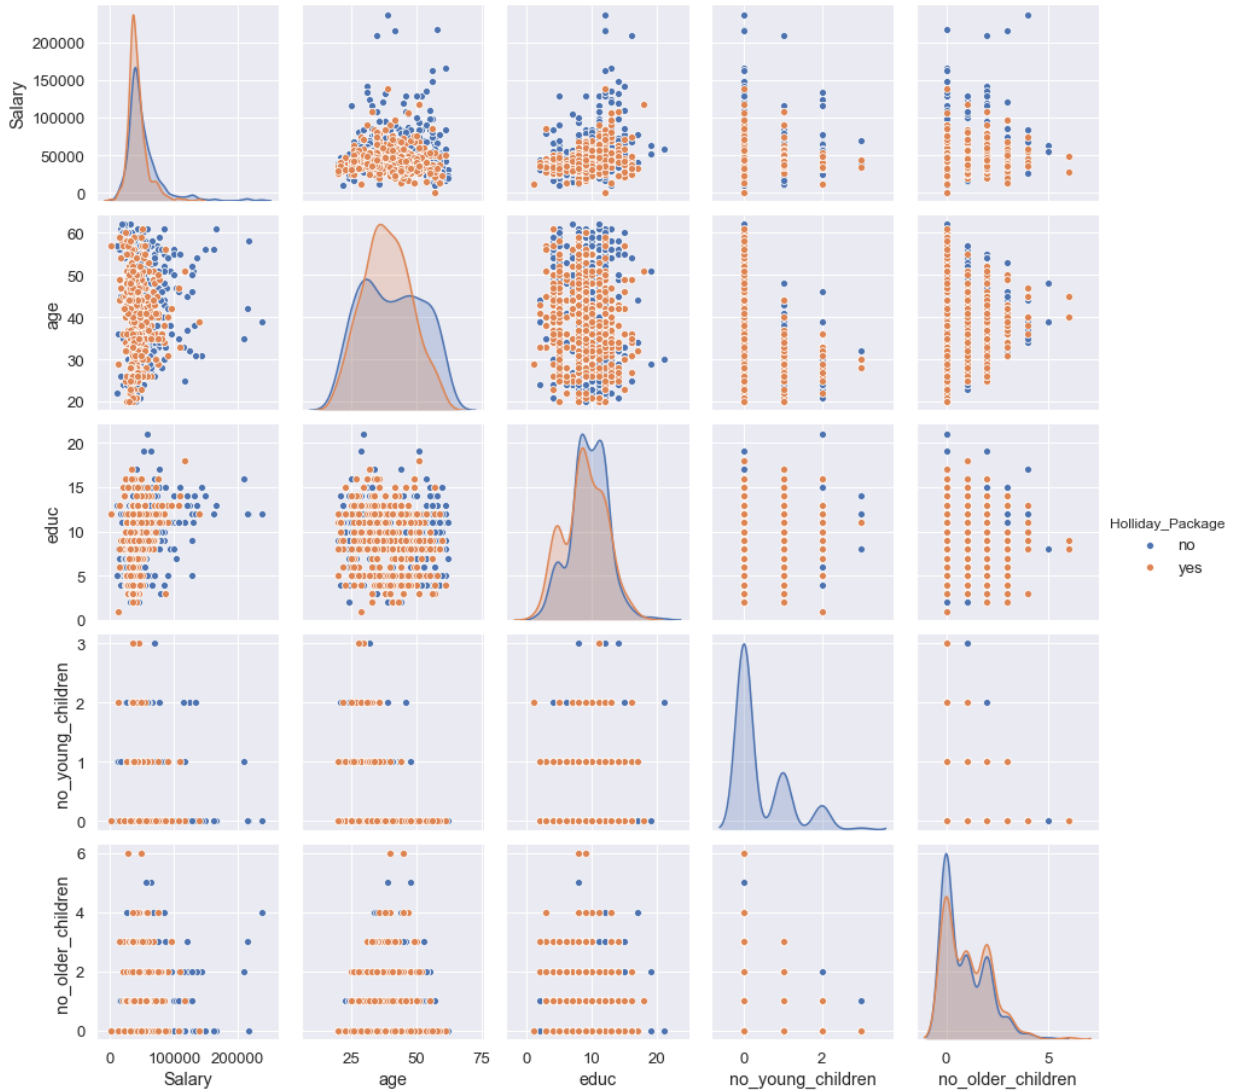 Salary
200000
150000
100000
50000
0
age
60
50
40
30
20
educ
20
15
10
5
0
no_young_children
3
2
1
0
no_older_children
6
4
2
0
0 100000 200000
Salary
25 50 75
age
0 10 20
educ
0 2
no_young_children
0 5
no_older_children
Holliday_Package
no
yes